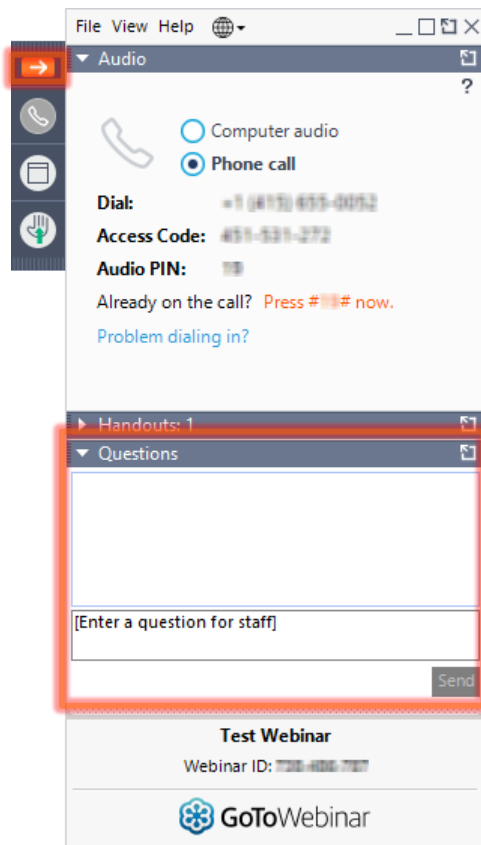 File View Help
Audio
?
Computer audio
Phone call
Dial:
Access Code:
Audio PIN:
Already on the call? Press # # now.
Problem dialing in?
Handouts: 1
Questions
[Enter a question for staff]
Send
Test Webinar
Webinar ID:
GoToWebinar